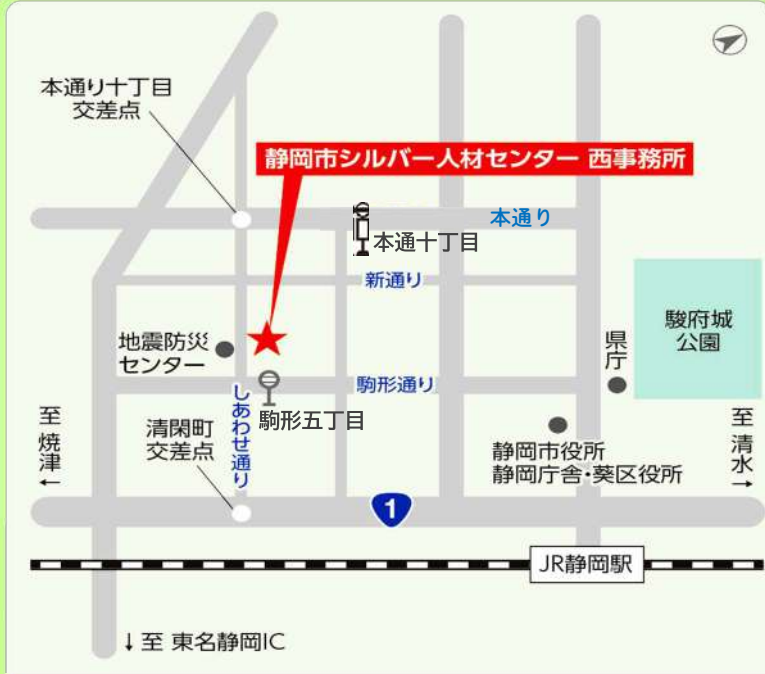 本通り十丁目
交差点
静岡市シルバー人材センター 西事務所
本通り
本通十丁目
新通り
駿府城
公園
地震防災
センター
県庁
駒形通り
しあわせ通り
駒形五丁目
至 焼津
←
清閑町
交差点
静岡市役所
静岡庁舎・葵区役所
至 清水
→
1
JR静岡駅
↓至 東名静岡IC